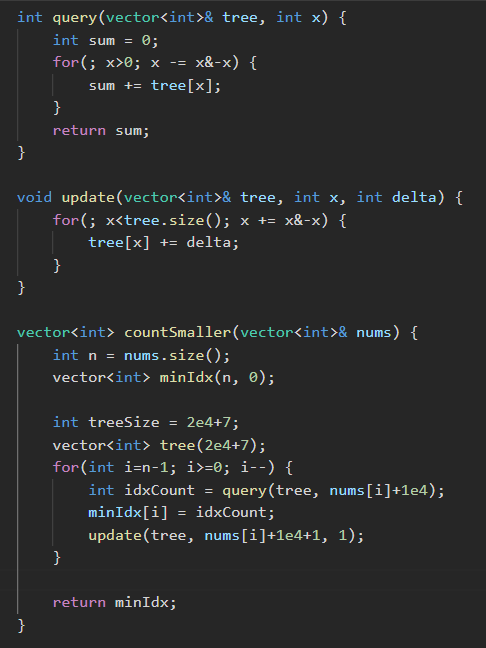 int query(vector<int>& tree, int x) {
    int sum = 0;
    for(; x>0; x -= x&-x) {
        sum += tree[x];
    }
    return sum;
}

void update(vector<int>& tree, int x, int delta) {
    for(; x<tree.size(); x += x&-x) {
        tree[x] += delta;
    }
}

vector<int> countSmaller(vector<int>& nums) {
    int n = nums.size();
    vector<int> minIdx(n, 0);

    int treeSize = 2e4+7;
    vector<int> tree(2e4+7);
    for(int i=n-1; i>=0; i--) {
        int idxCount = query(tree, nums[i]+1e4);
        minIdx[i] = idxCount;
        update(tree, nums[i]+1e4+1, 1);
    }

    return minIdx;
}